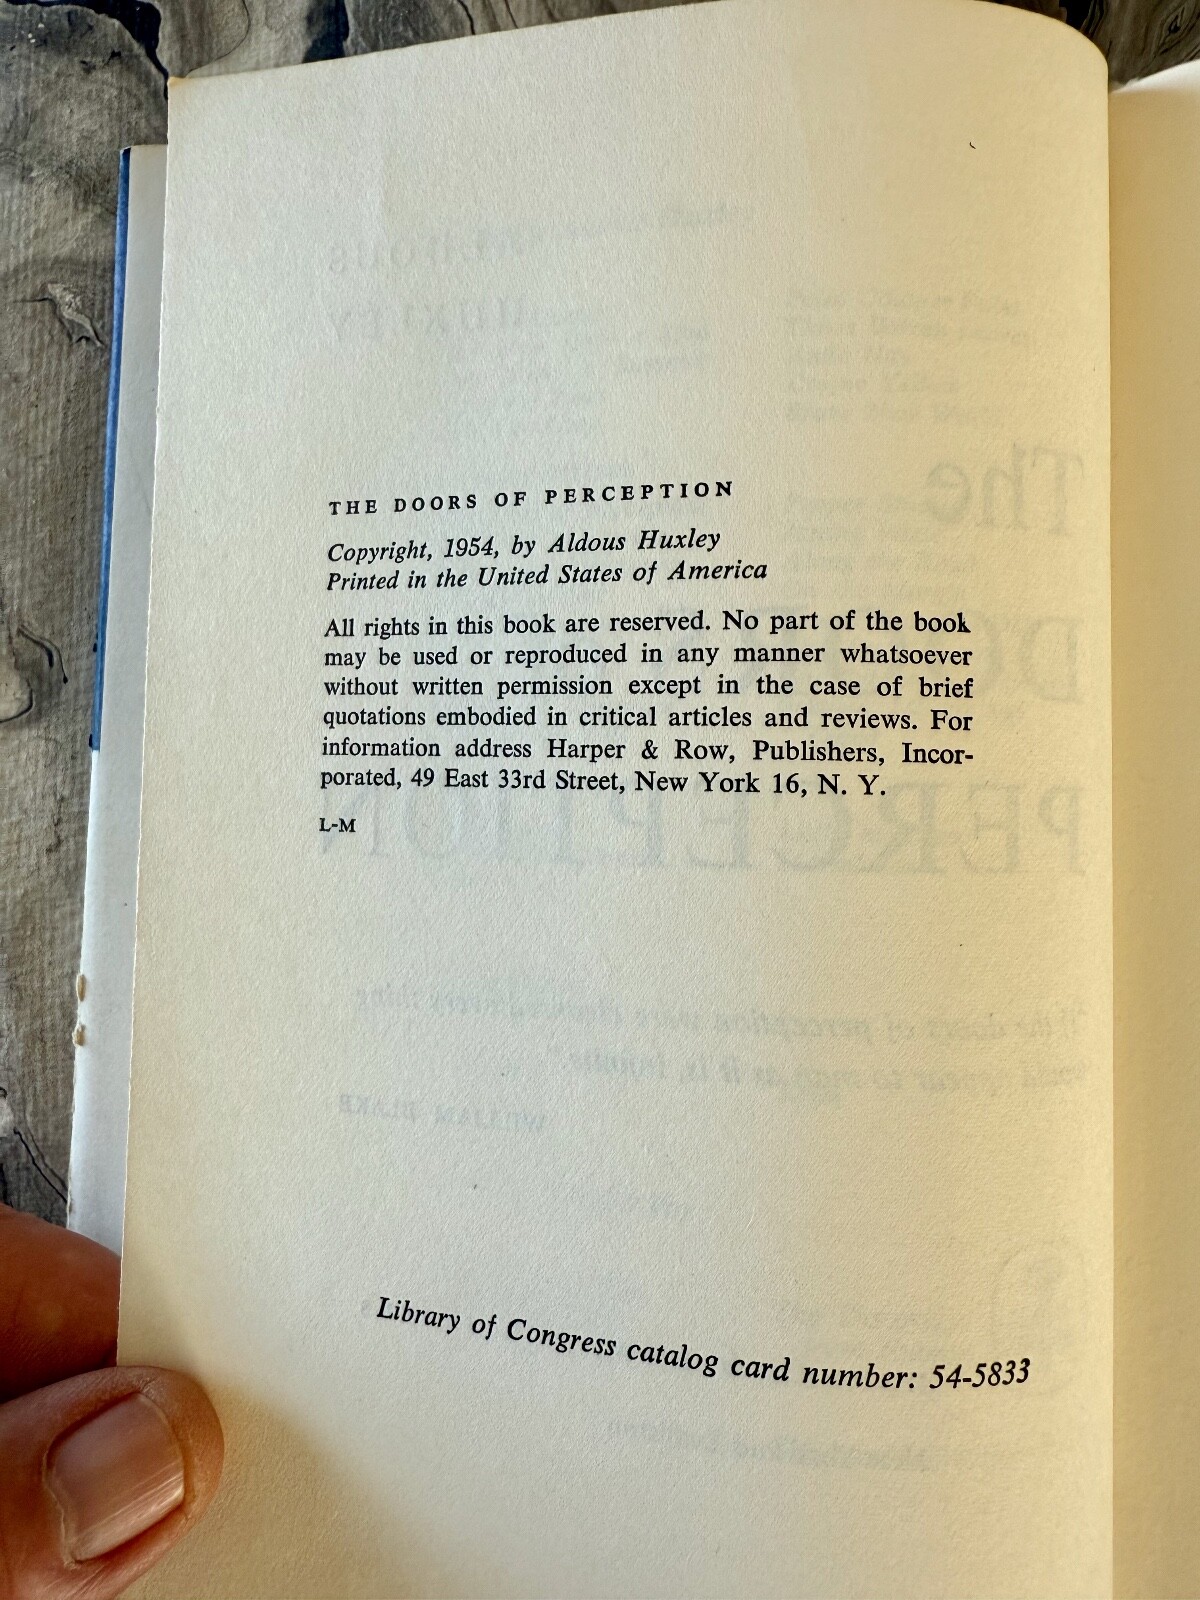 THE DOORS OF PERCEPTION
Copyright, 1954, by Aldous Huxley
Printed in the United States of America
All rights in this book are reserved. No part of the book
may be used or reproduced in any manner whatsoever
without written permission except in the case of brief
quotations embodied in critical articles and reviews. For
information address Harper & Row, Publishers, Incor-
porated, 49 East 33rd Street, New York 16, N. Y.
L-M
Library of Congress catalog card number: 54-5833